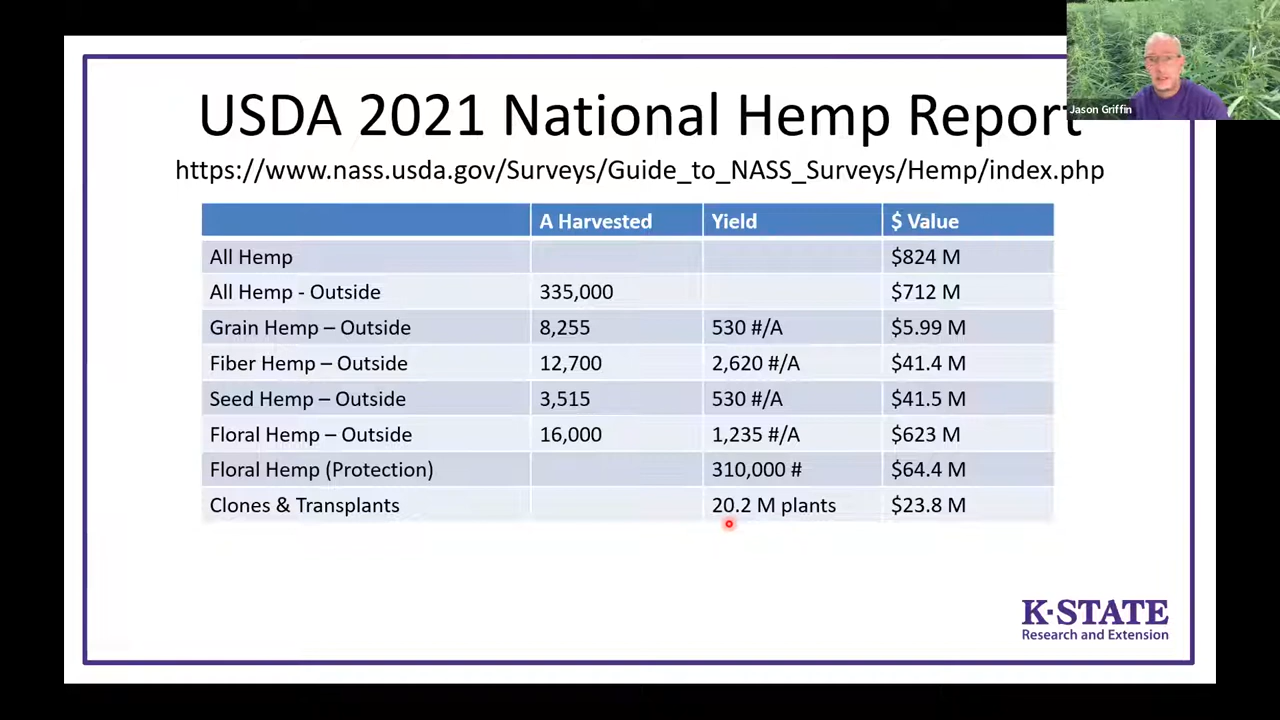 USDA 2021 National Hemp Report
https://www.nass.usda.gov/Surveys/Guide_to_NASS_Surveys/Hemp/index.php
A Harvested Yield $ Value
All Hemp $824 M
All Hemp - Outside 335,000 $712 M
Grain Hemp – Outside 8,255 530 #/A $5.99 M
Fiber Hemp – Outside 12,700 2,620 #/A $41.4 M
Seed Hemp – Outside 3,515 530 #/A $41.5 M
Floral Hemp – Outside 16,000 1,235 #/A $623 M
Floral Hemp (Protection) 310,000 # $64.4 M
Clones & Transplants 20.2 M plants $23.8 M
K·STATE
Research and Extension
Jason Griffin